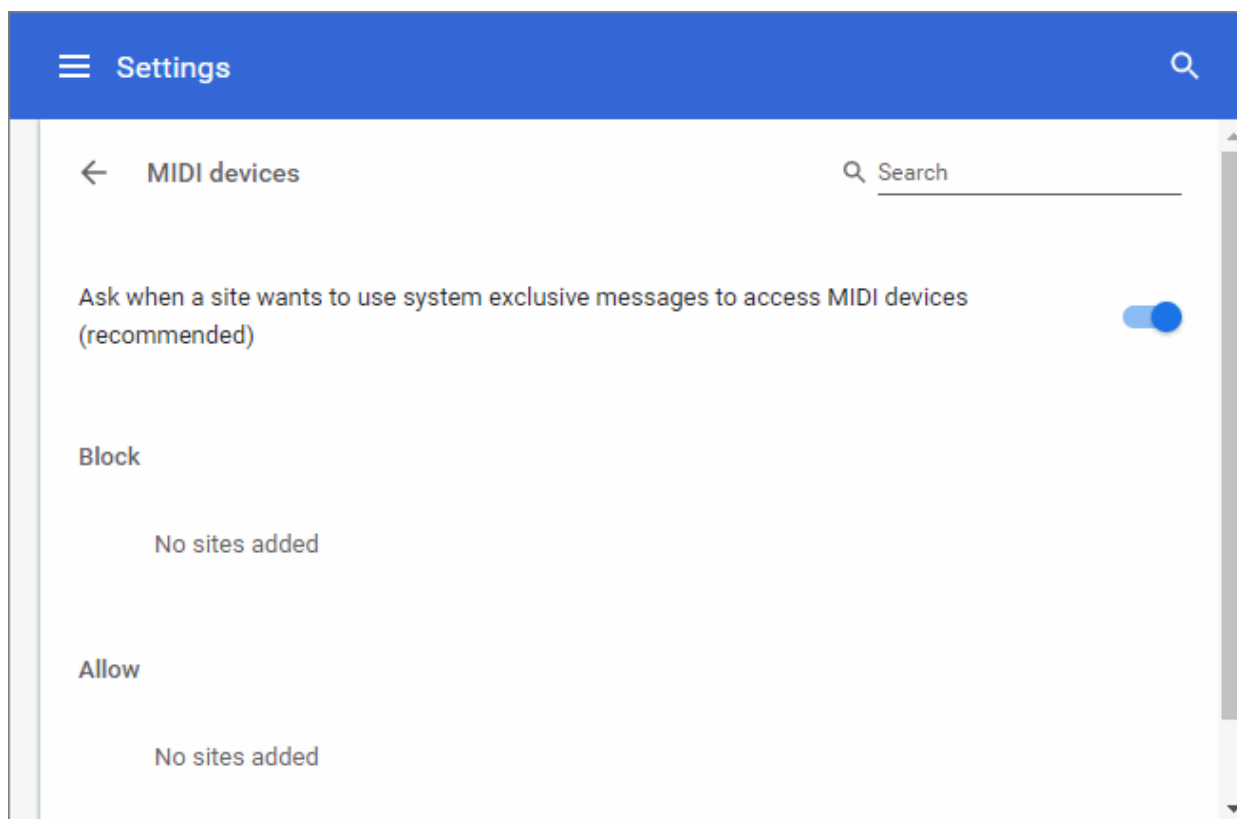 Settings
MIDI devices
Search
Ask when a site wants to use system exclusive messages to access MIDI devices
(recommended)
Block
No sites added
Allow
No sites added